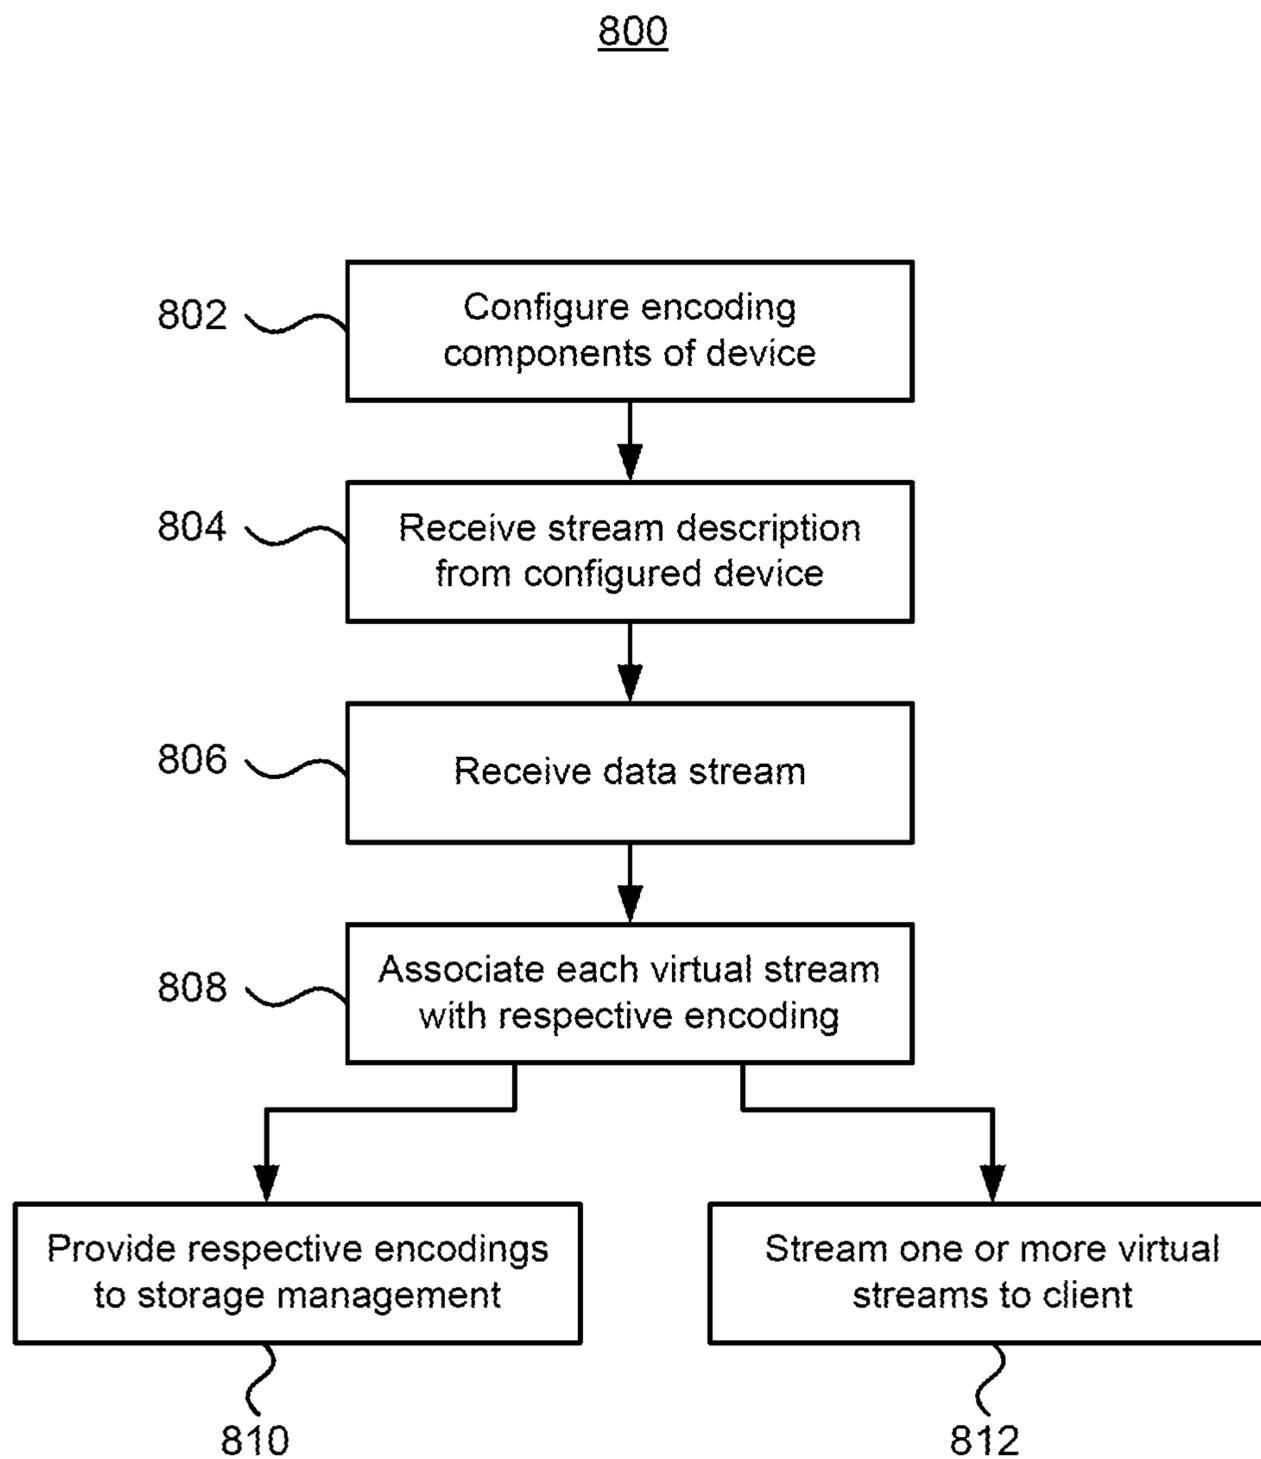 800
802
Configure encoding
components of device
804
Receive stream description
from configured device
806
Receive data stream
808
Associate each virtual stream
with respective encoding
Provide respective encodings
to storage management
Stream one or more virtual
streams to client
810
812